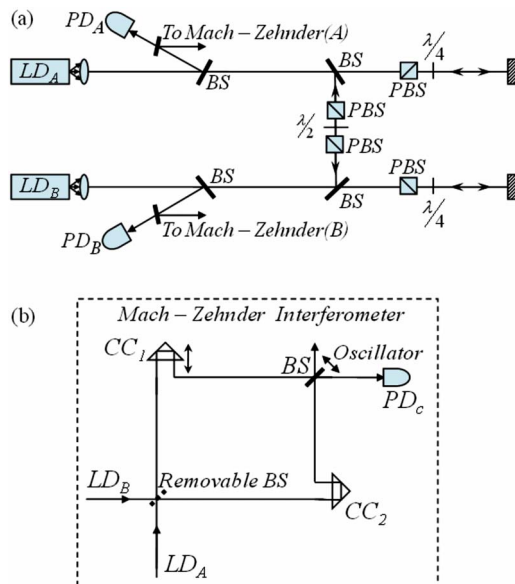 (a)
PD_A
To Mach-Zehnder(A)
LD_A
BS
BS
PBS
λ/4
PBS
λ/2
PBS
PBS
λ/4
LD_B
BS
BS
To Mach-Zehnder(B)
PD_B
(b)
Mach-Zehnder Interferometer
CC_1
BS
Oscillator
PD_c
LD_B
Removable BS
CC_2
LD_A